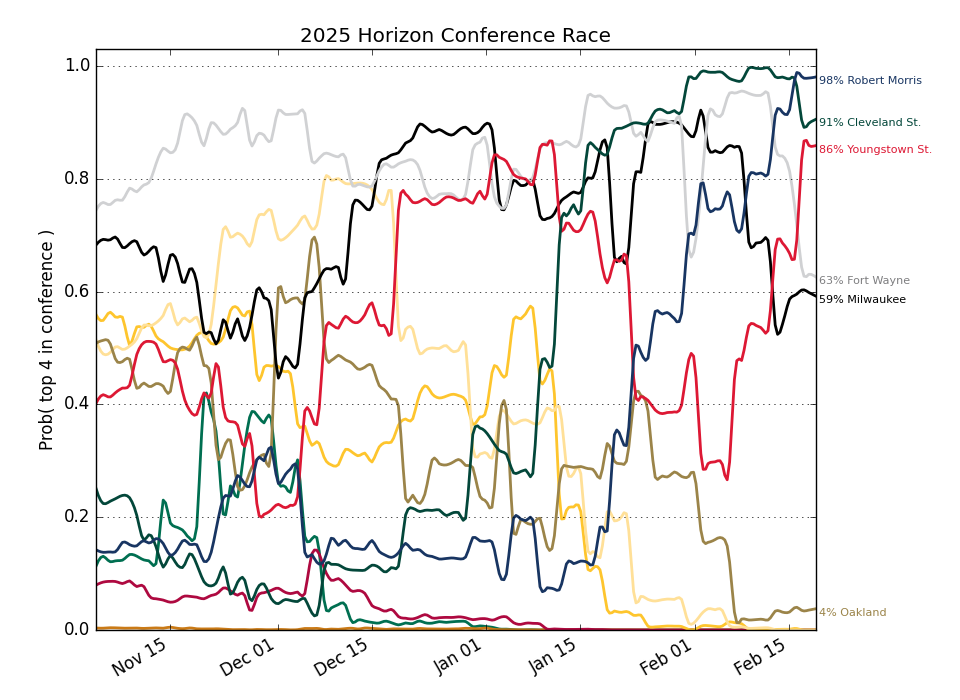 2025 Horizon Conference Race
Prob( top 4 in conference )
1.0
0.8
0.6
0.4
0.2
0.0
Nov 15
Dec 01
Dec 15
Jan 01
Jan 15
Feb 01
Feb 15
98% Robert Morris
91% Cleveland St.
86% Youngstown St.
63% Fort Wayne
59% Milwaukee
4% Oakland